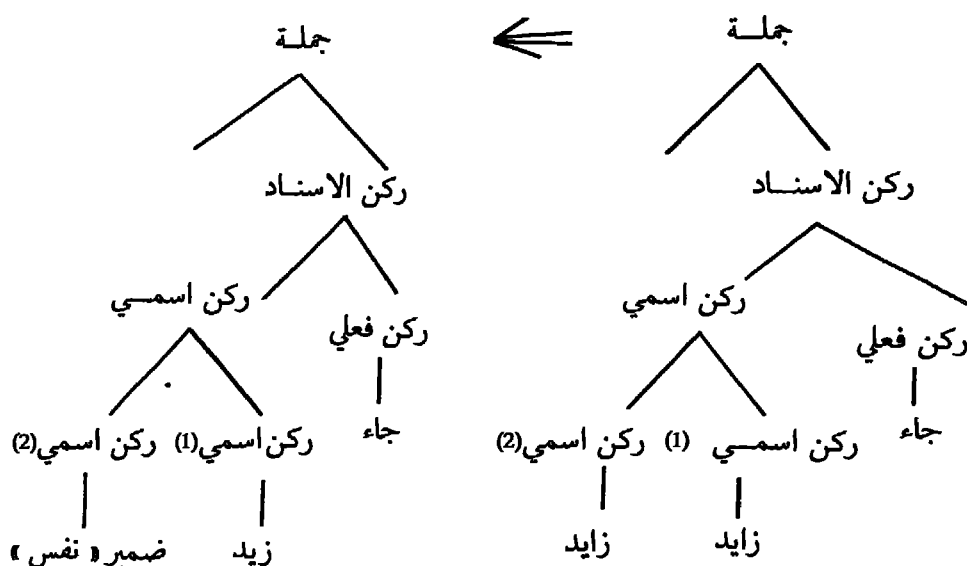 جملة
جملة
ركن الاسناد
ركن الاسناد
ركن اسمي
ركن اسمي
ركن فعلي
ركن فعلي
جاء
ركن اسمي (1)
ركن اسمي(2)
جاء
ركن اسمي(1)
ركن اسمي(2)
زايد
زايد
زيد
ضمير « نفس »